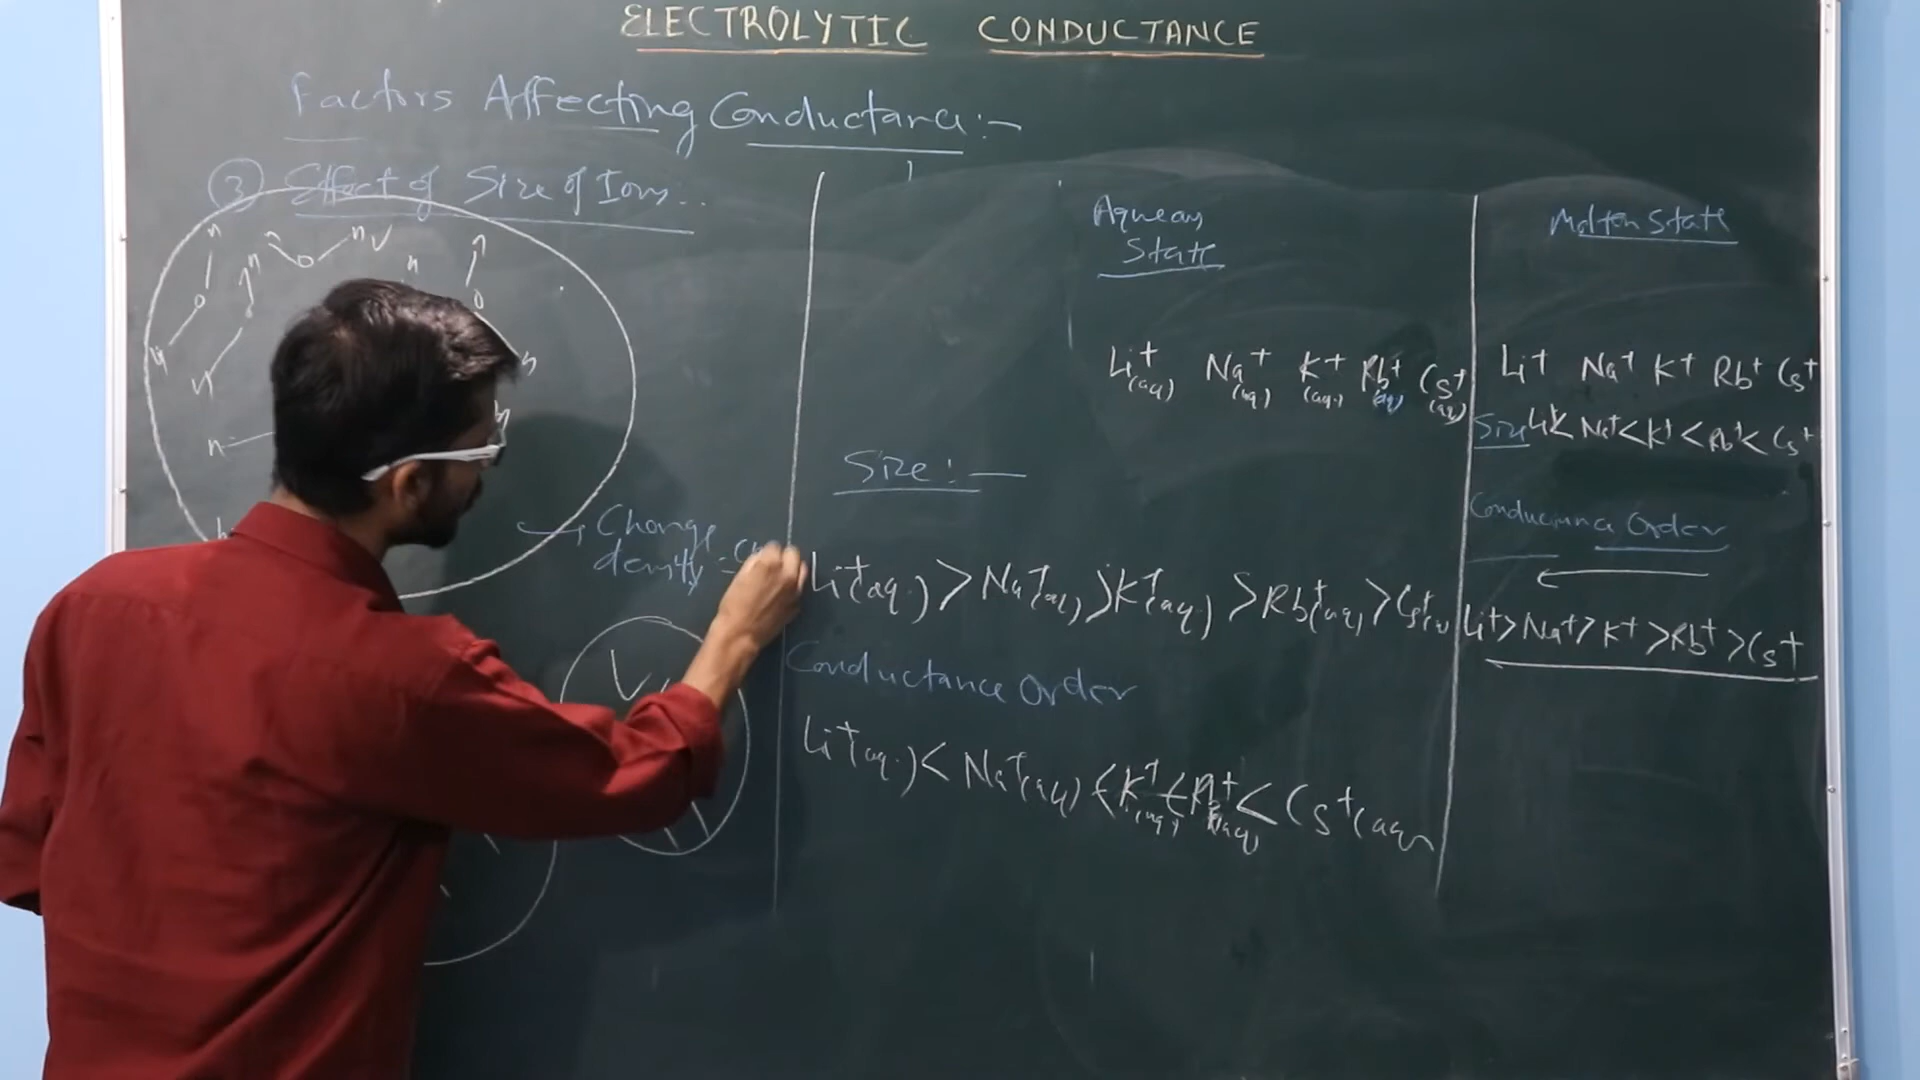 ELECTROLYTIC CONDUCTANCE
Factors Affecting Conductance:-
③ Effect of Size of Ions:.
Charge
density =
Size:—
Aqueous
State
Li⁺(aq) Na⁺(aq) K⁺(aq.) Rb⁺(aq) Cs⁺(aq)
Li⁺(aq.) > Na⁺(aq) > K⁺(aq.) > Rb⁺(aq) > Cs⁺
Conductance Order
Li⁺(aq.) < Na⁺(aq) < K⁺(aq) < Rb⁺(aq) < Cs⁺(aq)
Molten State
Li⁺ Na⁺ K⁺ Rb⁺ Cs⁺
Size Li⁺< Na⁺< K⁺ < Rb⁺< Cs⁺
Conductance Order
Li⁺> Na⁺> K⁺ >Rb⁺ >Cs⁺